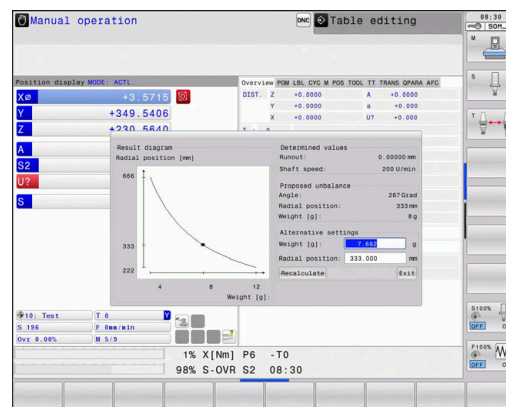 Manual operation
DNC
Table editing
08:30
SOM_
M
Position display MODE: ACTL.
Overview PGM LBL CYC M POS TOOL TT TRANS QPARA AFC
XØ +3.5715
DIST. Z +0.0000 A +0.0000
Y +349.5406
Y +0.0000 a +0.000
Z +230.5640
X +0.0000 U? +0.000
A
S2
U?
S
S
T
Result diagram
Radial position [mm]
666
333
222
4 8 12
Weight [g]:
Determined values
Runout: 0.00000 mm
Shaft speed: 200 U/min
Proposed unbalance
Angle: 287 Grad
Radial position: 333 mm
Weight [g]: 8 g
Alternative settings
Weight [g]: 7.692 g
Radial position: 333.000 mm
Recalculate Exit
10: Test T 0 Y
S 196 F 0mm/min
Ovr 0.00% M 5/9
1% X[Nm] P6 -T0
98% S-OVR S2 08:30
S100%
OFF 0
F100% W
OFF 0